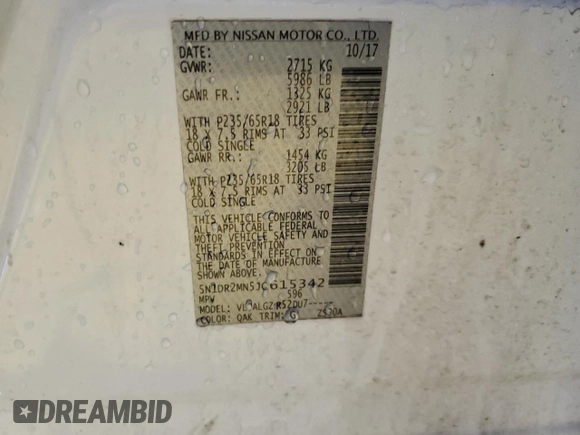 MFD BY NISSAN MOTOR CO., LTD.
DATE: 10/17
GVWR: 2715 KG
5986 LB
GAWR FR.: 1325 KG
2921 LB
WITH P235/65R18 TIRES
18 X 7.5 RIMS AT 33 PSI
COLD SINGLE
GAWR RR.: 1454 KG
3205 LB
WITH P235/65R18 TIRES
18 X 7.5 RIMS AT 33 PSI
COLD SINGLE
THIS VEHICLE CONFORMS TO
ALL APPLICABLE FEDERAL
MOTOR VEHICLE SAFETY AND
THEFT PREVENTION
STANDARDS IN EFFECT ON
THE DATE OF MANUFACTURE
SHOWN ABOVE.
5N1DR2MN5JC615342
MPV 596
COLOR: QAK TRIM: G
DREAMBID